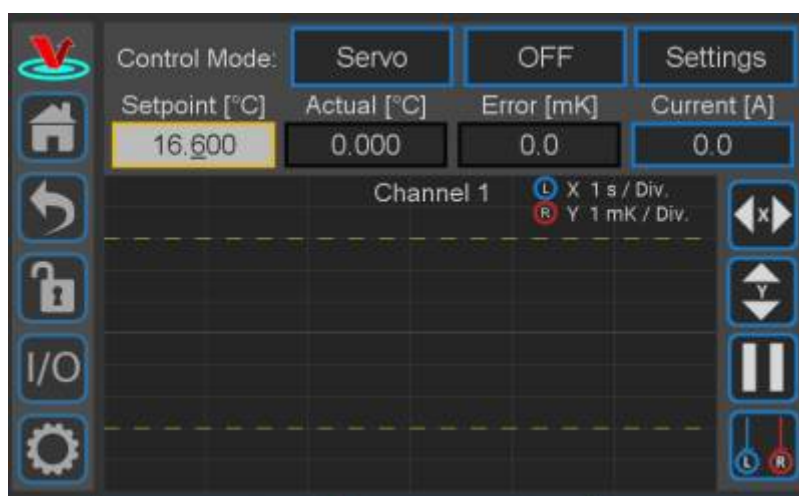 Control Mode: Servo OFF Settings
Setpoint [°C] Actual [°C] Error [mK] Current [A]
16.600 0.000 0.0 0.0
Channel 1
L X 1 s / Div.
R Y 1 mK / Div.
X
Y
I/O
L R